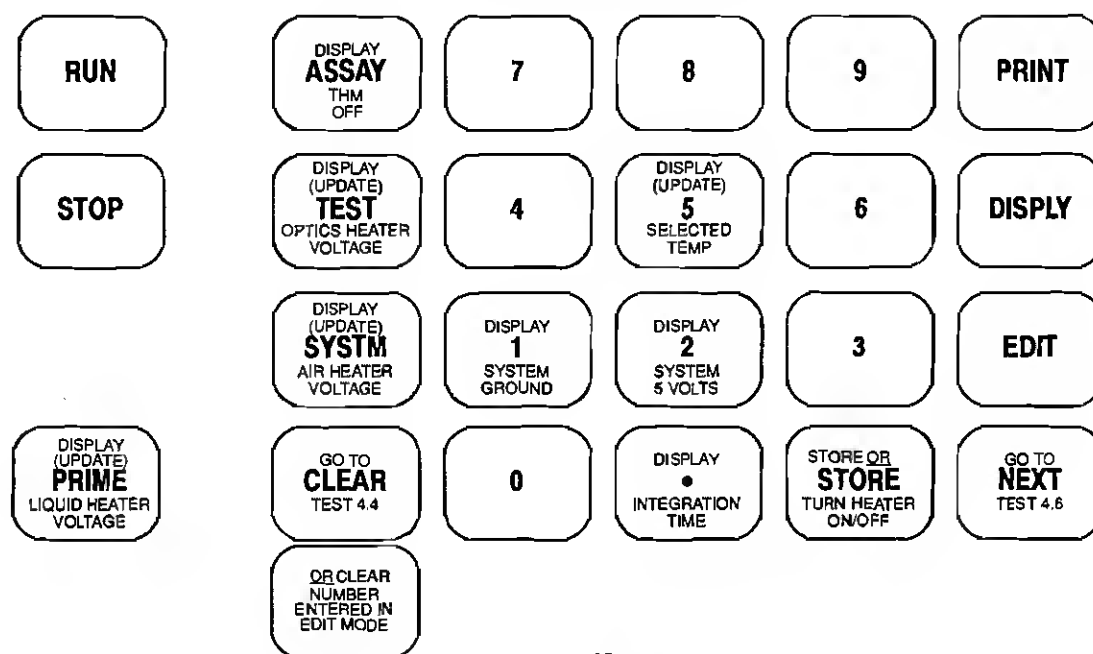 RUN
DISPLAY
ASSAY
THM
OFF
7
8
9
PRINT
STOP
DISPLAY
(UPDATE)
TEST
OPTICS HEATER
VOLTAGE
4
DISPLAY
(UPDATE)
5
SELECTED
TEMP
6
DISPLY
DISPLAY
(UPDATE)
SYSTM
AIR HEATER
VOLTAGE
DISPLAY
1
SYSTEM
GROUND
DISPLAY
2
SYSTEM
5 VOLTS
3
EDIT
DISPLAY
(UPDATE)
PRIME
LIQUID HEATER
VOLTAGE
GO TO
CLEAR
TEST 4.4
0
DISPLAY
•
INTEGRATION
TIME
STORE OR
STORE
TURN HEATER
ON/OFF
GO TO
NEXT
TEST 4.6
OR CLEAR
NUMBER
ENTERED IN
EDIT MODE